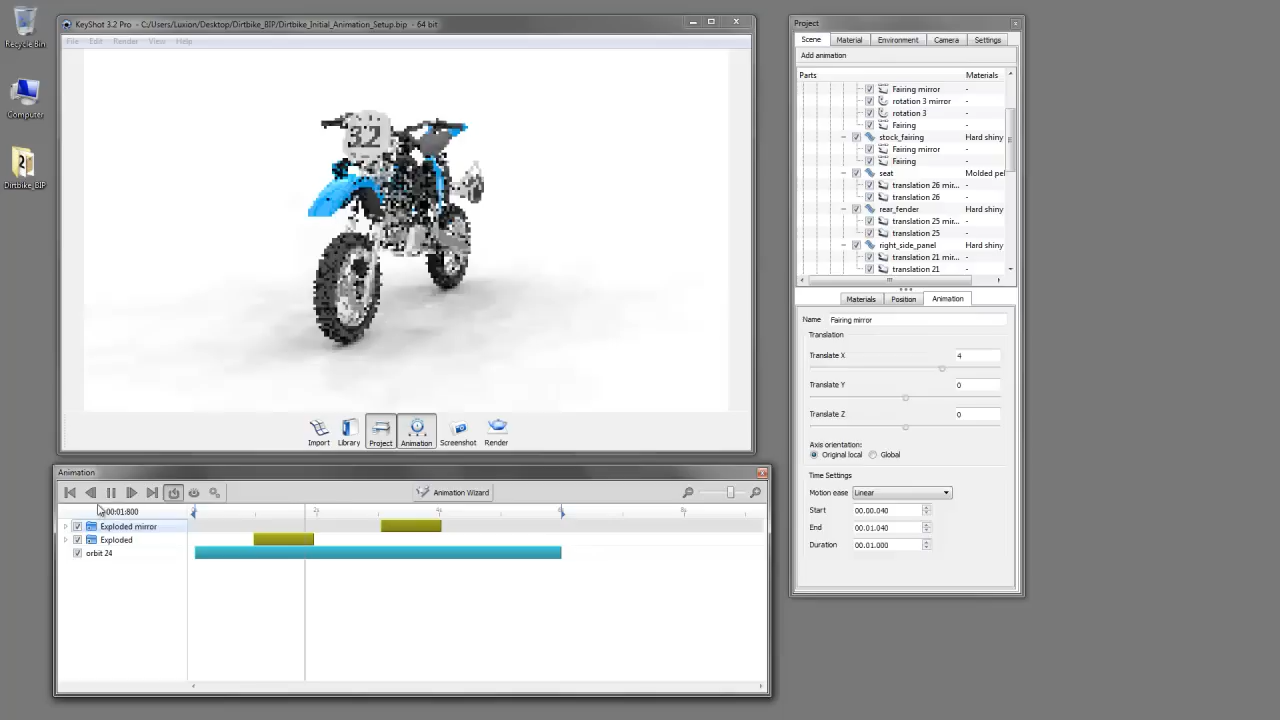 Recycle Bin
Computer
Dirtbike_BIP
KeyShot 3.2 Pro - C:/Users/Luxion/Desktop/Dirtbike_BIP/Dirtbike_Initial_Animation_Setup.bip - 64 bit
File Edit Render View Help
32
Import Library Project Animation Screenshot Render
Animation
Animation Wizard
00:01:800
2s 4s 6s 8s
Exploded mirror
Exploded
orbit 24
Project
Scene Material Environment Camera Settings
Add animation
Parts Materials
Fairing mirror -
rotation 3 mirror -
rotation 3 -
Fairing -
stock_fairing Hard shiny
Fairing mirror -
Fairing -
seat Molded pel
translation 26 mir... -
translation 26 -
rear_fender Hard shiny
translation 25 mirror -
translation 25 -
right_side_panel Hard shiny
translation 21 mir... -
translation 21 -
Materials Position Animation
Name Fairing mirror
Translation
Translate X 4
Translate Y 0
Translate Z 0
Axis orientation:
Original local Global
Time Settings
Motion ease Linear
Start 00.00.040
End 00.01.040
Duration 00.01.000